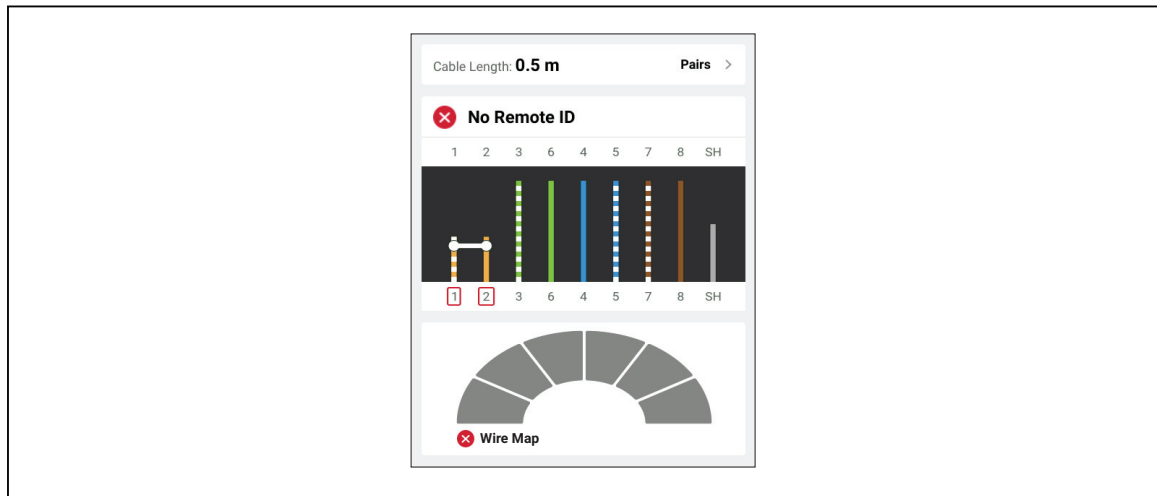 Cable Length: 0.5 m Pairs >
No Remote ID
1 2 3 6 4 5 7 8 SH
1 2 3 6 4 5 7 8 SH
Wire Map